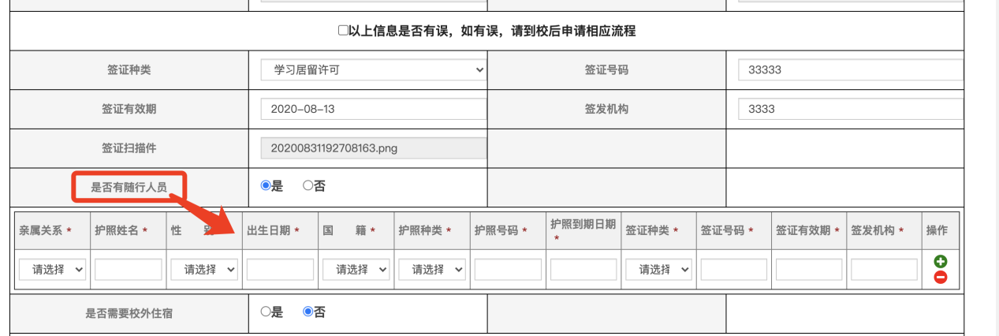 以上信息是否有误，如有误，请到校后申请相应流程
签证种类 学习居留许可 签证号码 33333
签证有效期 2020-08-13 签发机构 3333
签证扫描件 20200831192708163.png
是否有随行人员 是 否
亲属关系 * 护照姓名 * 性 别 出生日期 * 国 籍 * 护照种类 * 护照号码 * 护照到期日期 * 签证种类 * 签证号码 * 签证有效期 * 签发机构 * 操作
请选择 请选择 请选择 请选择 请选择
是否需要校外住宿 是 否